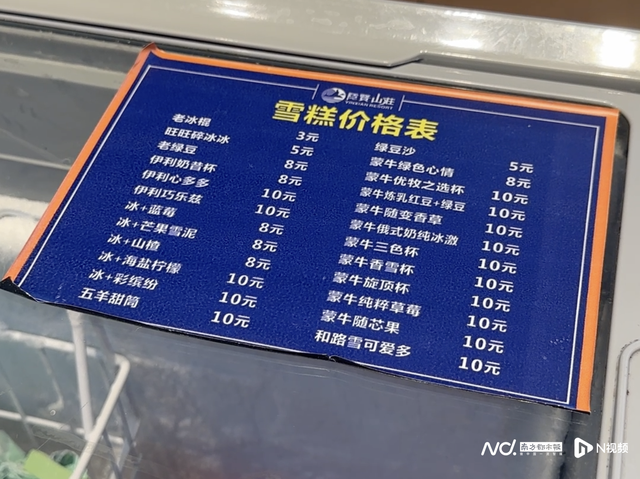 隱賢山莊
YINXIAN RESORT
雪糕价格表
老冰棍 3元
旺旺碎冰冰 5元
老绿豆 8元
伊利奶昔杯 8元
伊利心多多 10元
伊利巧乐兹 10元
冰+蓝莓 8元
冰+芒果雪泥 8元
冰+山楂 8元
冰+海盐柠檬 10元
冰+彩缤纷 10元
五羊甜筒 10元
绿豆沙 5元
蒙牛绿色心情 8元
蒙牛优牧之选杯 10元
蒙牛炼乳红豆+绿豆 10元
蒙牛随变香草 10元
蒙牛俄式奶纯冰激 10元
蒙牛三色杯 10元
蒙牛香雪杯 10元
蒙牛旋顶杯 10元
蒙牛纯粹草莓 10元
蒙牛随芯果 10元
和路雪可爱多 10元
N视频